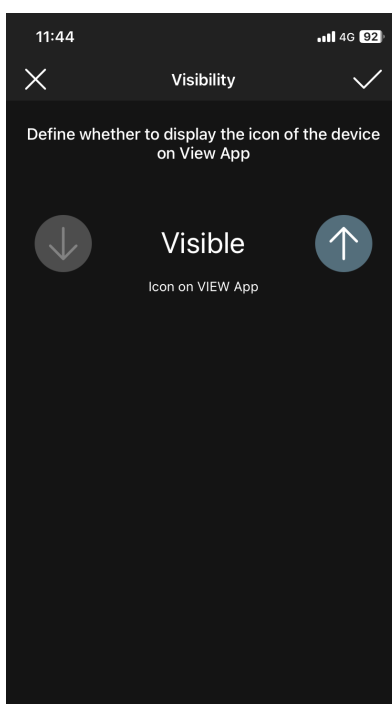 11:44
4G 92
Visibility
Define whether to display the icon of the device
on View App
Visible
Icon on VIEW App